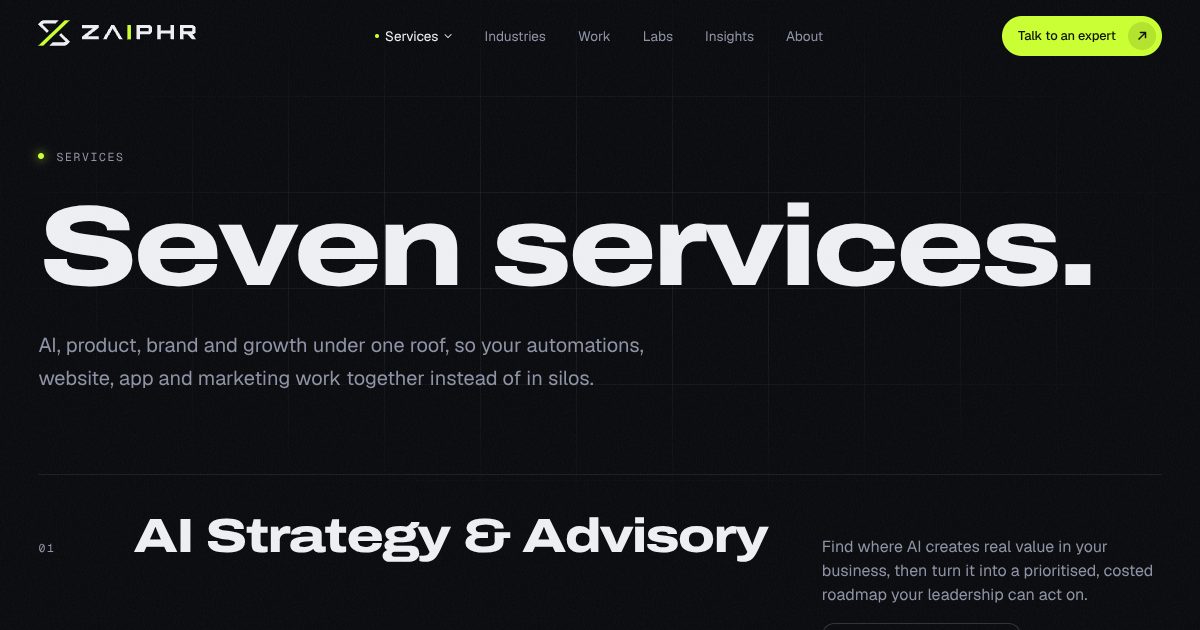 ZAIPHR
Services
Industries
Work
Labs
Insights
About
Talk to an expert
SERVICES
Seven services.
AI, product, brand and growth under one roof, so your automations,
website, app and marketing work together instead of in silos.
01
AI Strategy & Advisory
Find where AI creates real value in your
business, then turn it into a prioritised, costed
roadmap your leadership can act on.